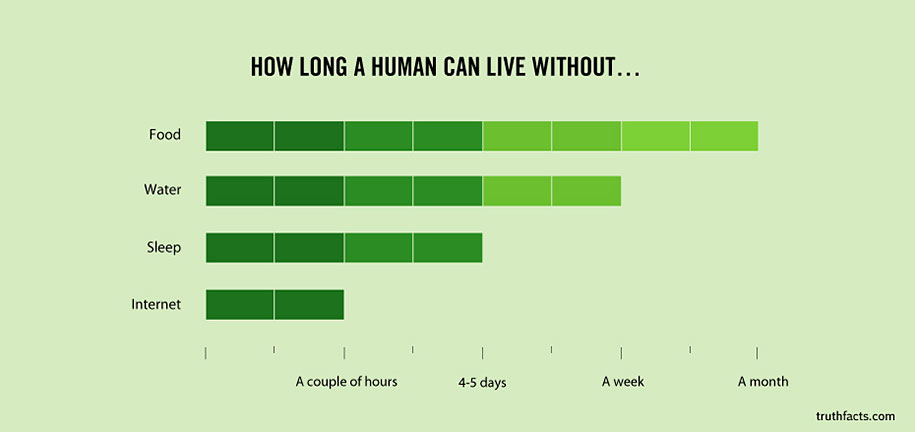 HOW LONG A HUMAN CAN LIVE WITHOUT...
Food
Water
Sleep
Internet
A couple of hours 4-5 days A week A month
truthfacts.com